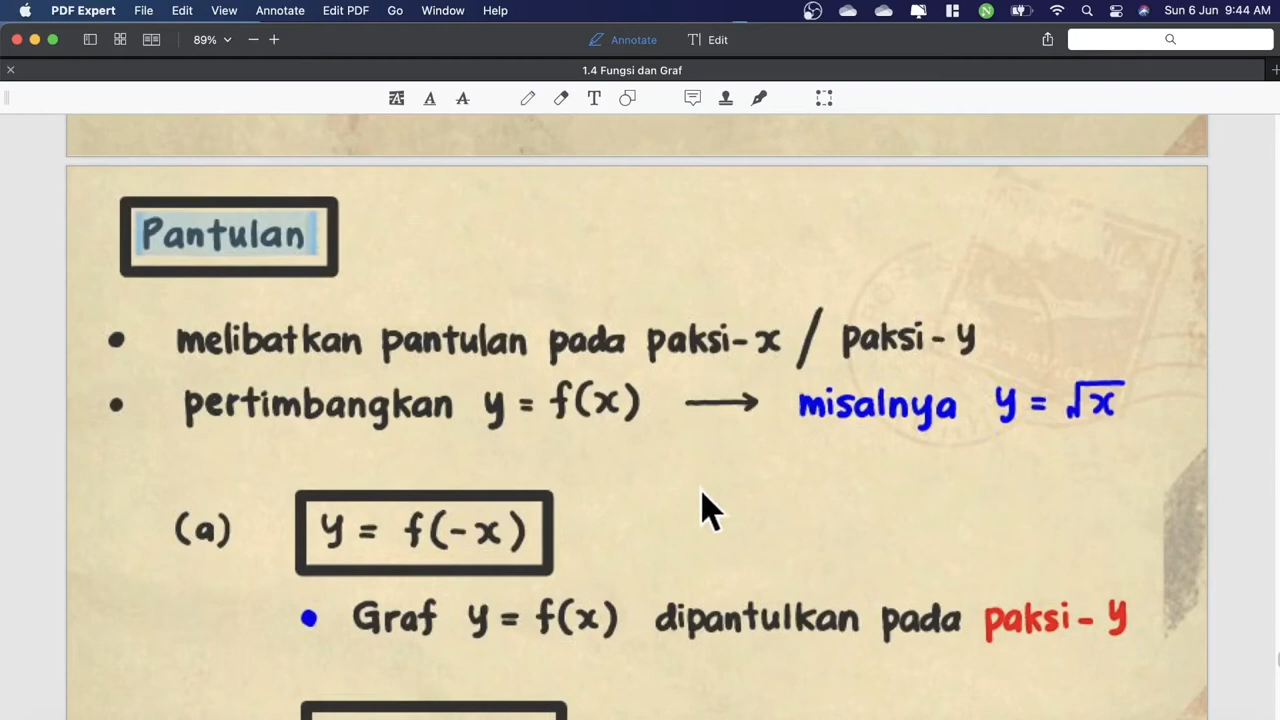 PDF Expert File Edit View Annotate Edit PDF Go Window Help Sun 6 Jun 9:44 AM
89% Annotate T Edit
1.4 Fungsi dan Graf
Pantulan
• melibatkan pantulan pada paksi-x / paksi-y
• pertimbangkan y = f(x) → misalnya y = √x
(a) y = f(-x)
• Graf y = f(x) dipantulkan pada paksi-y